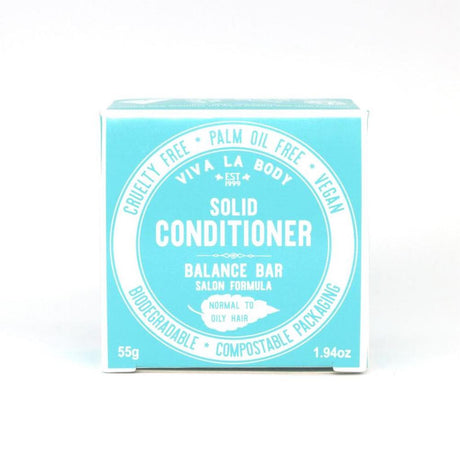 CRUELTY FREE • PALM OIL FREE • VEGAN
VIVA LA BODY
EST
1999
SOLID
CONDITIONER
BALANCE BAR
SALON FORMULA
NORMAL TO
OILY HAIR
BIODEGRADABLE • COMPOSTABLE PACKAGING
55g
1.94oz